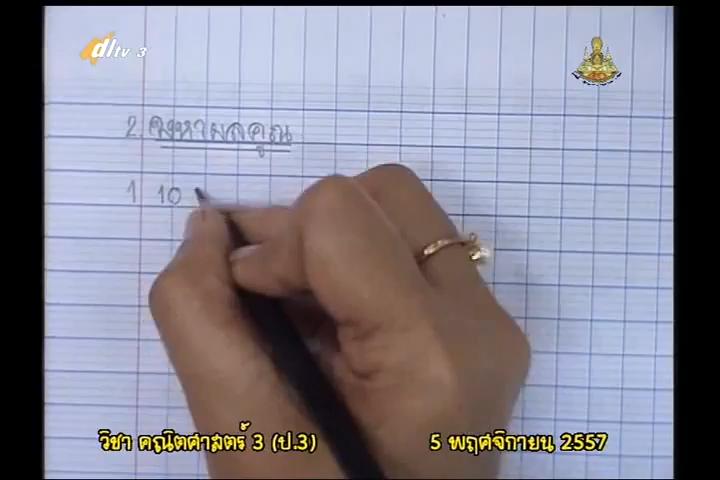 dltv 3
2. จงหาผลคูณ
1 10
วิชา คณิตศาสตร์ 3 (ป.3) 5 พฤศจิกายน 2557